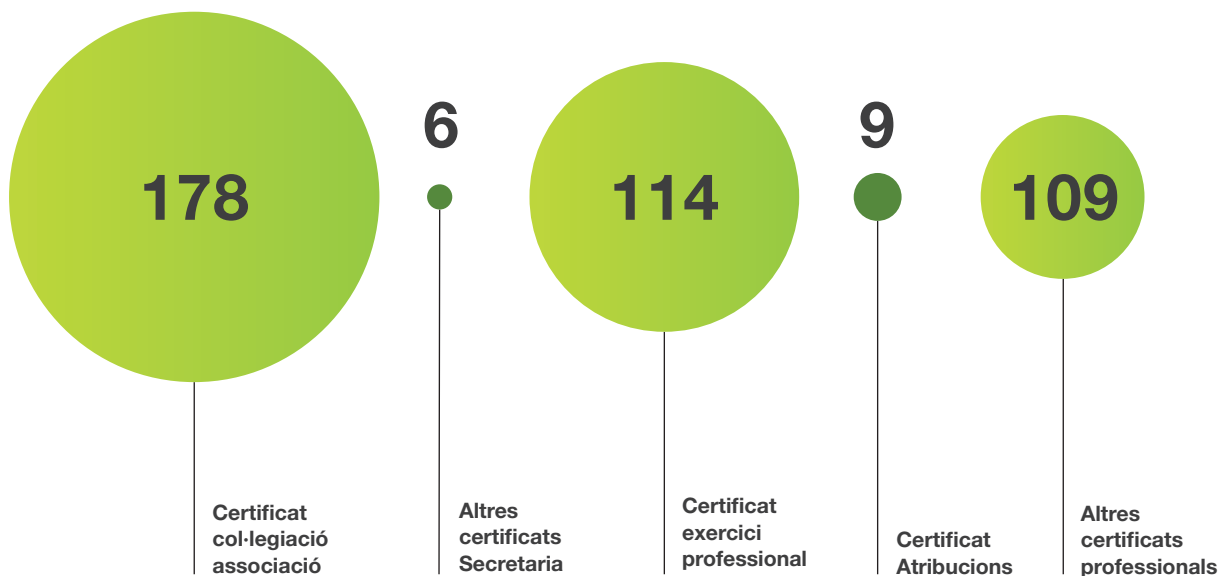 178
Certificat
col·legiació
associació
6
Altres
certificats
Secretaria
114
Certificat
exercici
professional
9
Certificat
Atribucions
109
Altres
certificats
professionals